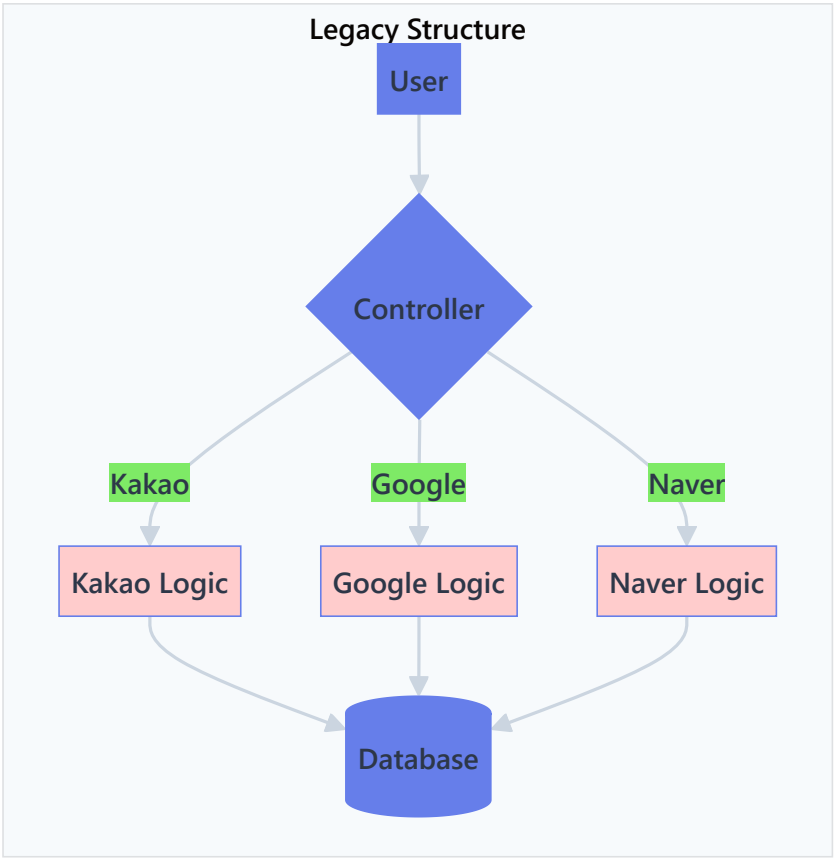 Legacy Structure
User
Controller
Kakao
Google
Naver
Kakao Logic
Google Logic
Naver Logic
Database